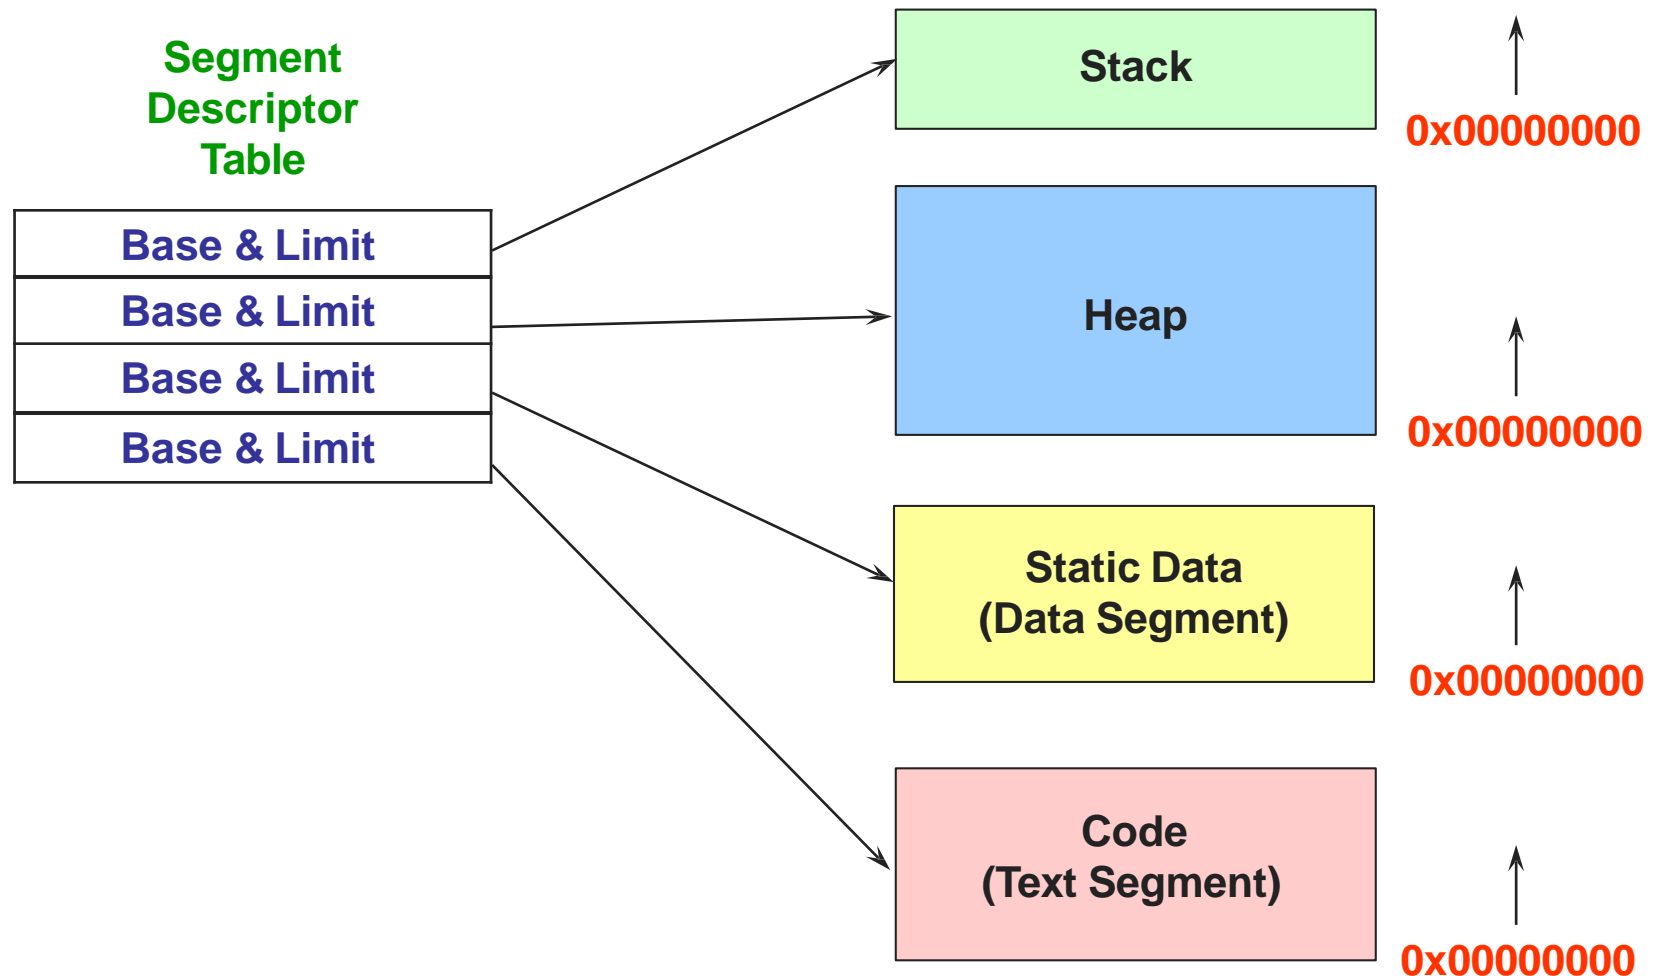 Segment
Descriptor
Table
Base & Limit
Base & Limit
Base & Limit
Base & Limit
Stack
0x00000000
Heap
0x00000000
Static Data
(Data Segment)
0x00000000
Code
(Text Segment)
0x00000000